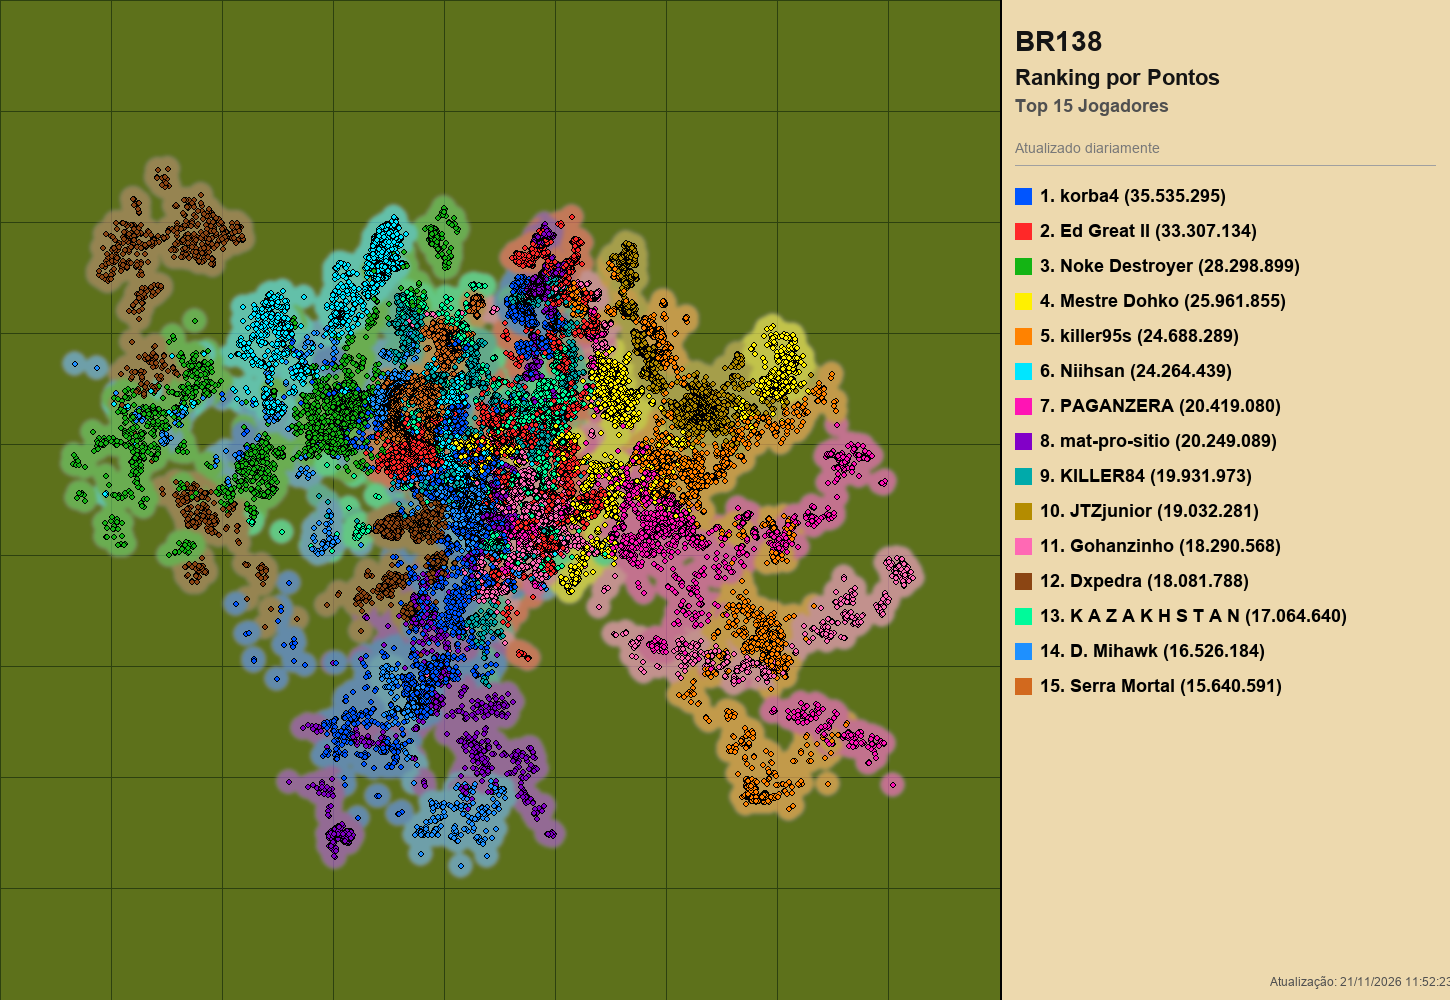 BR138
Ranking por Pontos
Top 15 Jogadores
Atualizado diariamente
1. korba4 (35.535.295)
2. Ed Great II (33.307.134)
3. Noke Destroyer (28.298.899)
4. Mestre Dohko (25.961.855)
5. killer95s (24.688.289)
6. Niihsan (24.264.439)
7. PAGANZERA (20.419.080)
8. mat-pro-sitio (20.249.089)
9. KILLER84 (19.931.973)
10. JTZjunior (19.032.281)
11. Gohanzinho (18.290.568)
12. Dxpedra (18.081.788)
13. K A Z A K H S T A N (17.064.640)
14. D. Mihawk (16.526.184)
15. Serra Mortal (15.640.591)
Atualização: 21/11/2026 11:52:23